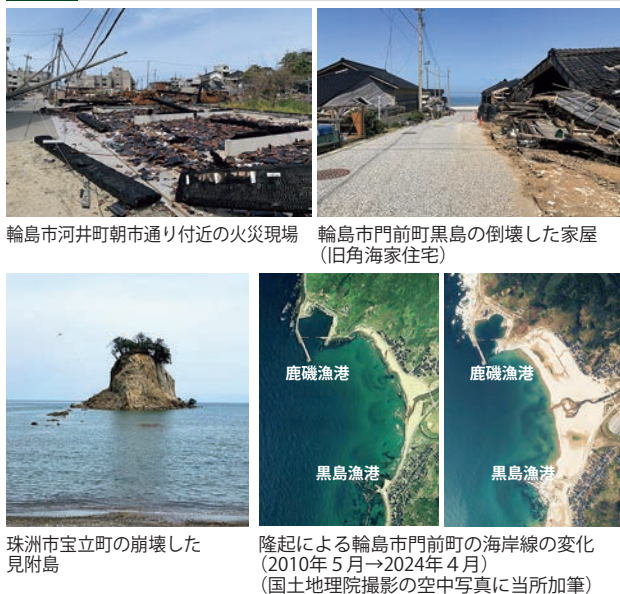 輪島市河井町朝市通り付近の火災現場
輪島市門前町黒島の倒壊した家屋
（旧角海家住宅）
珠洲市宝立町の崩壊した
見附島
鹿磯漁港
黒島漁港
鹿磯漁港
黒島漁港
隆起による輪島市門前町の海岸線の変化
（2010年５月→2024年４月）
（国土地理院撮影の空中写真に当所加筆）